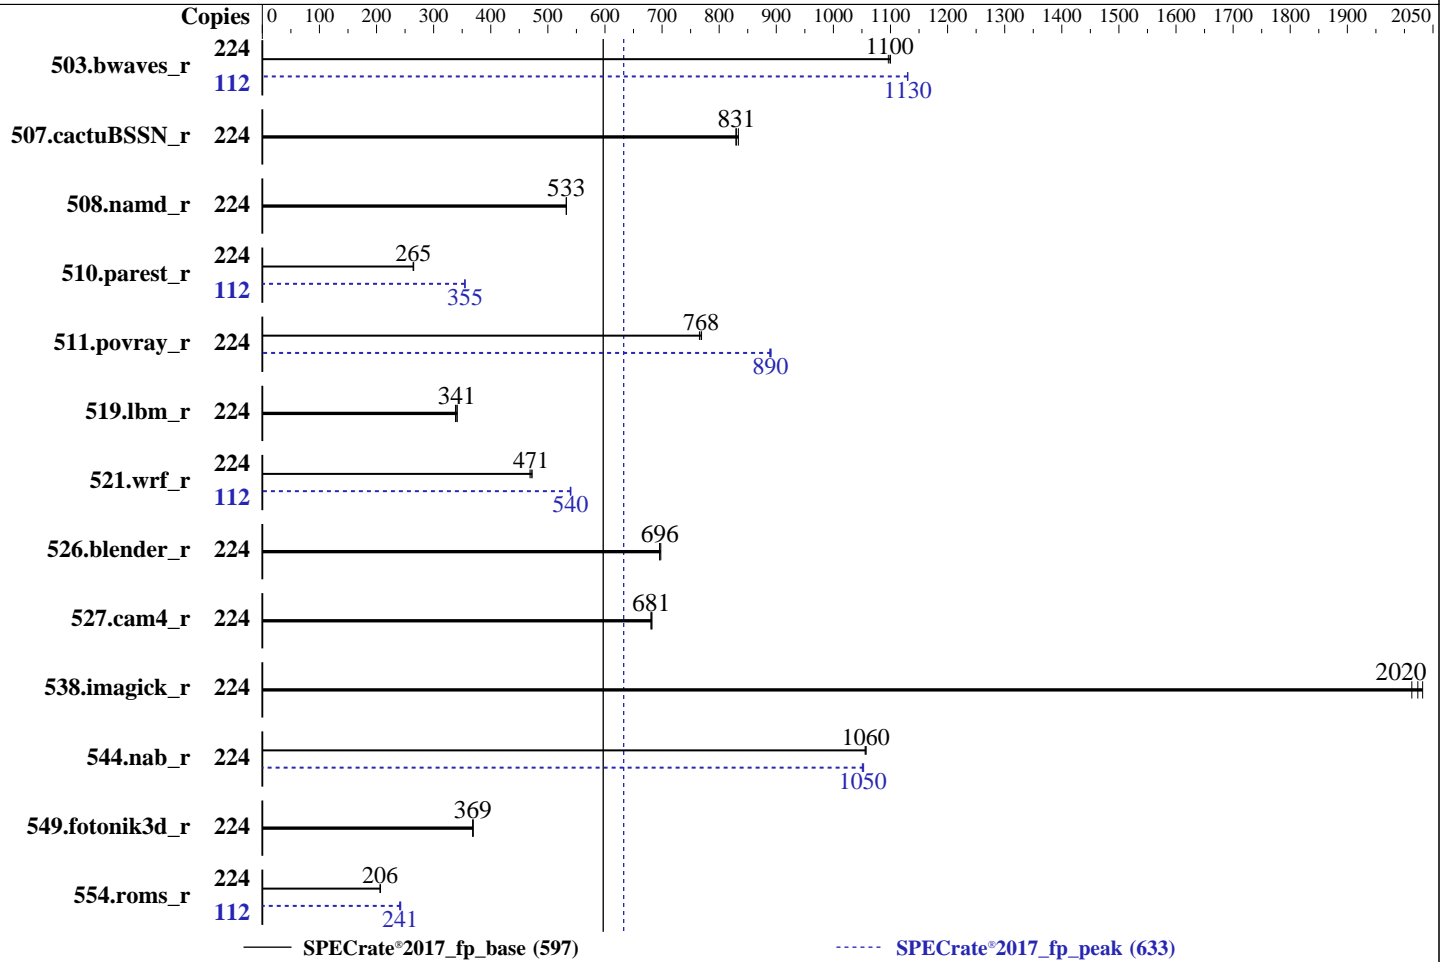 Copies 0 100 200 300 400 500 600 700 800 900 1000 1100 1200 1300 1400 1500 1600 1700 1800 1900 2050
503.bwaves_r 224 1100
112 1130
507.cactuBSSN_r 224 831
508.namd_r 224 533
510.parest_r 224 265
112 355
511.povray_r 224 768
890
519.lbm_r 224 341
521.wrf_r 224 471
112 540
526.blender_r 224 696
527.cam4_r 224 681
538.imagick_r 224 2020
544.nab_r 224 1060
1050
549.fotonik3d_r 224 369
554.roms_r 224 206
112 241
SPECrate®2017_fp_base (597) SPECrate®2017_fp_peak (633)